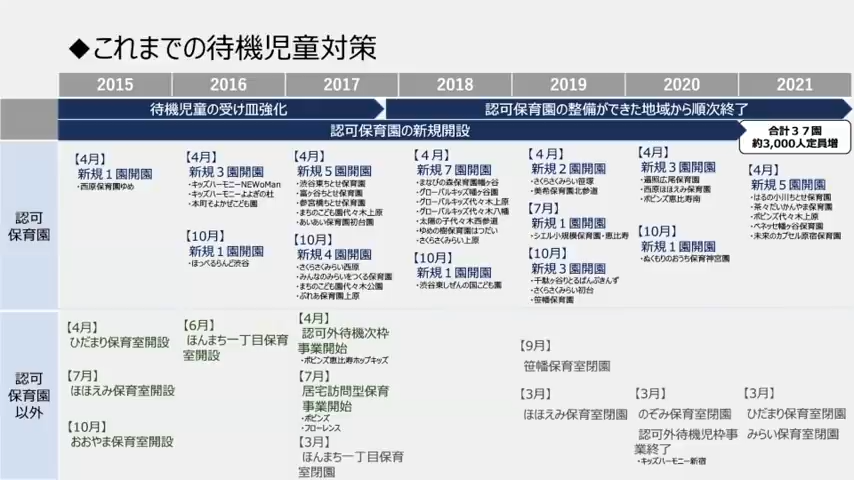 ◆これまでの待機児童対策
2015 2016 2017 2018 2019 2020 2021
待機児童の受け皿強化
認可保育園の整備ができた地域から順次終了
認可保育園の新規開設
合計37園
約3,000人定員増
認可
保育園
【4月】
新規1園開園
・西原保育園ゆめ
【4月】
新規3園開園
・キッズハーモニーNEWoMan
・キッズハーモニーよよぎの杜
・本町そよかぜこども園
【10月】
新規1園開園
・ほっぺるらんど渋谷
【4月】
新規5園開園
・渋谷東ちとせ保育園
・富ヶ谷ちとせ保育園
・参宮橋ちとせ保育園
・まちのこども園代々木上原
・あいあい保育園初台園
【10月】
新規4園開園
・さくらさくみらい西原
・みんなのみらいをつくる保育園
・まちのこども園代々木公園
・ぷれあ保育園上原
【4月】
新規7園開園
・まなびの森保育園幡ヶ谷
・グローバルキッズ幡ヶ谷園
・グローバルキッズ代々木上原
・グローバルキッズ代々木八幡
・太陽の子代々木西参道
・ゆめの樹保育園はつだい
・さくらさくみらい上原
【10月】
新規1園開園
・渋谷東しぜんの国こども園
【4月】
新規2園開園
・さくらさくみらい笹塚
・美希保育園北参道
【7月】
新規1園開園
・シエル小規模保育園・恵比寿
【10月】
新規3園開園
・千駄ヶ谷りとるぱんぷきんず
・さくらさくみらい初台
・笹幡保育園
【4月】
新規3園開園
・遍照広尾保育園
・西原ほほえみ保育園
・ポピンズ恵比寿南
【10月】
新規1園開園
・ぬくもりのおうち保育神宮園
【4月】
新規5園開園
・はるの小川ちとせ保育園
・茶々だいかんやま保育園
・ポピンズ代々木上原
・ベネッセ幡ヶ谷保育園
・未来のカプセル原宿保育園
認可
保育園
以外
【4月】
ひだまり保育室開設
【7月】
ほほえみ保育室開設
【10月】
おおやま保育室開設
【6月】
ほんまち一丁目保育
室開設
【4月】
認可外待機次枠
事業開始
・ポピンズ恵比寿ホップキッズ
【7月】
居宅訪問型保育
事業開始
・ポピンズ
・フローレンス
【3月】
ほんまち一丁目保育
室閉園
【9月】
笹幡保育室閉園
【3月】
ほほえみ保育室閉園
【3月】
のぞみ保育室閉園
認可外待機児枠事
業終了
・キッズハーモニー新宿
【3月】
ひだまり保育室閉園
みらい保育室閉園